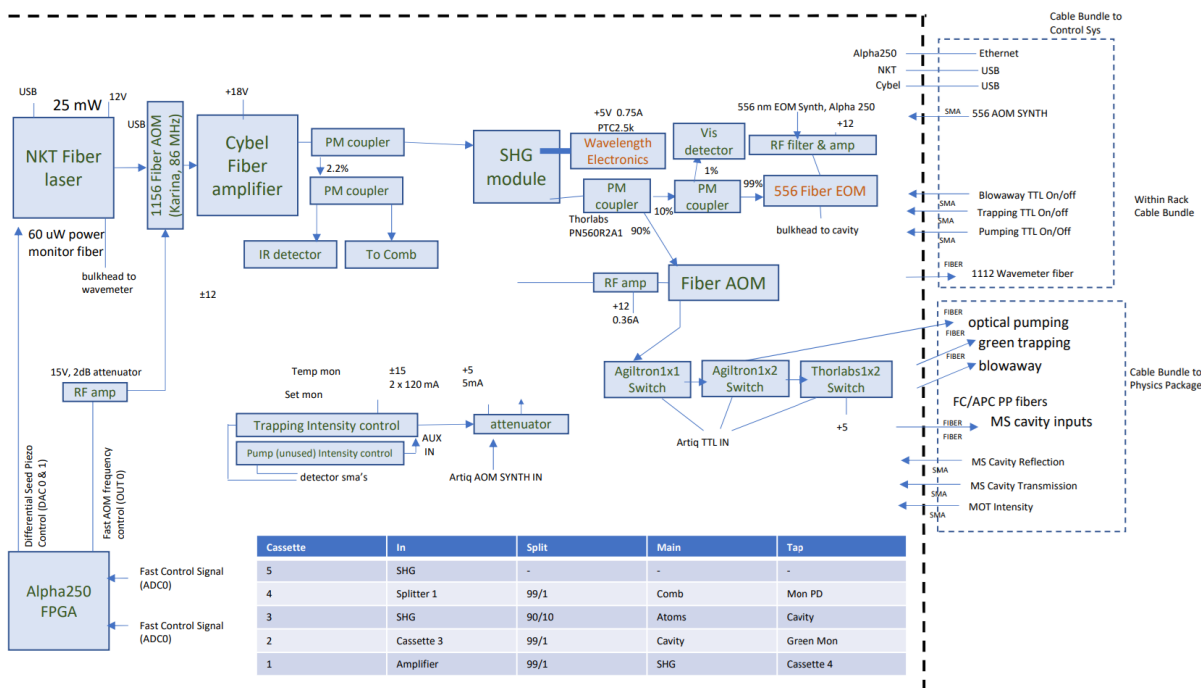 Cable Bundle to
Control Sys
Alpha250
Ethernet
NKT
USB
Cybel
USB
SMA
556 AOM SYNTH
Blowaway TTL On/off
SMA
Trapping TTL On/off
SMA
Pumping TTL On/Off
SMA
Within Rack
Cable Bundle
FIBER
1112 Wavemeter fiber
USB
25 mW
12V
USB
+18V
NKT Fiber
laser
1156 Fiber AOM
(Karina, 86 MHz)
Cybel
Fiber
amplifier
PM coupler
2.2%
PM coupler
IR detector
To Comb
SHG
module
+5V 0.75A
PTC2.5k
Wavelength
Electronics
Vis
detector
1%
556 nm EOM Synth, Alpha 250
+12
RF filter & amp
PM
coupler
10%
PM
coupler
99%
556 Fiber EOM
Thorlabs
PN560R2A1
90%
bulkhead to cavity
60 uW power
monitor fiber
bulkhead to
wavemeter
±12
RF amp
+12
0.36A
Fiber AOM
FIBER
optical pumping
FIBER
green trapping
FIBER
blowaway
Cable Bundle to
Physics Package
FC/APC PP fibers
FIBER
MS cavity inputs
FIBER
MS Cavity Reflection
SMA
MS Cavity Transmission
SMA
MOT Intensity
SMA
Agiltron1x1
Switch
Agiltron1x2
Switch
Thorlabs1x2
Switch
+5
Artiq TTL IN
15V, 2dB attenuator
RF amp
Temp mon
Set mon
±15
2 x 120 mA
+5
5mA
Trapping Intensity control
attenuator
AUX
IN
Pump (unused) Intensity control
detector sma's
Artiq AOM SYNTH IN
Differential Seed Piezo
Control (DAC 0 & 1)
Fast AOM frequency
control (OUT 0)
Alpha250
FPGA
Fast Control Signal
(ADC0)
Fast Control Signal
(ADC0)
Cassette In Split Main Tap
5 SHG - - -
4 Splitter 1 99/1 Comb Mon PD
3 SHG 90/10 Atoms Cavity
2 Cassette 3 99/1 Cavity Green Mon
1 Amplifier 99/1 SHG Cassette 4